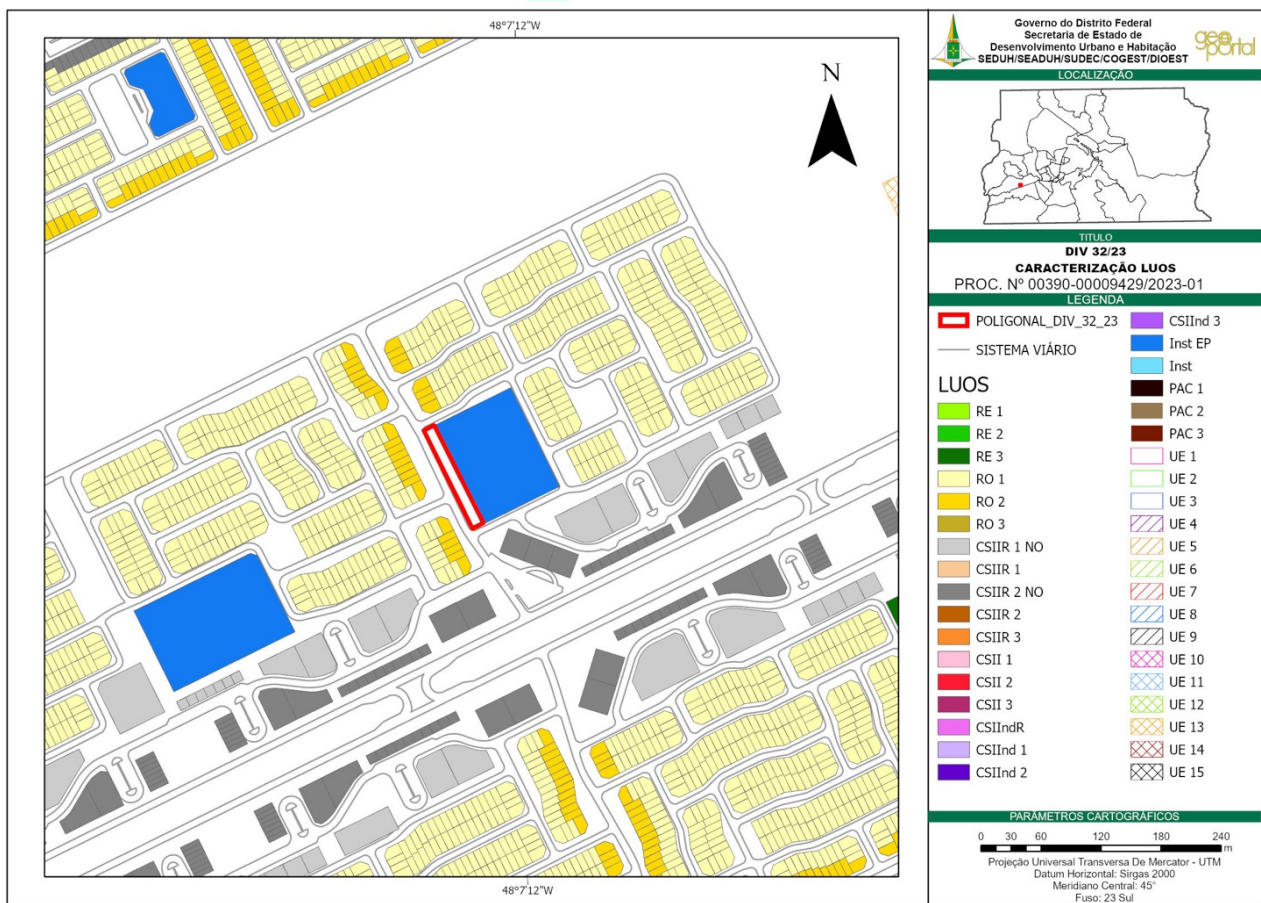 48°7'12"W
N
48°7'12"W
Governo do Distrito Federal
Secretaria de Estado de
Desenvolvimento Urbano e Habitação
SEDUH/SEADUH/SUDEC/COGEST/DIOEST
geo
portal
LOCALIZAÇÃO
TITULO
DIV 32/23
CARACTERIZAÇÃO LUOS
PROC. Nº 00390-00009429/2023-01
LEGENDA
POLIGONAL_DIV_32_23
SISTEMA VIÁRIO
LUOS
RE 1
RE 2
RE 3
RO 1
RO 2
RO 3
CSIIR 1 NO
CSIIR 1
CSIIR 2 NO
CSIIR 2
CSIIR 3
CSII 1
CSII 2
CSII 3
CSIIndR
CSIInd 1
CSIInd 2
CSIInd 3
Inst EP
Inst
PAC 1
PAC 2
PAC 3
UE 1
UE 2
UE 3
UE 4
UE 5
UE 6
UE 7
UE 8
UE 9
UE 10
UE 11
UE 12
UE 13
UE 14
UE 15
PARÂMETROS CARTOGRÁFICOS
0 30 60 120 180 240
m
Projeção Universal Transversa De Mercator - UTM
Datum Horizontal: Sirgas 2000
Meridiano Central: 45°
Fuso: 23 Sul